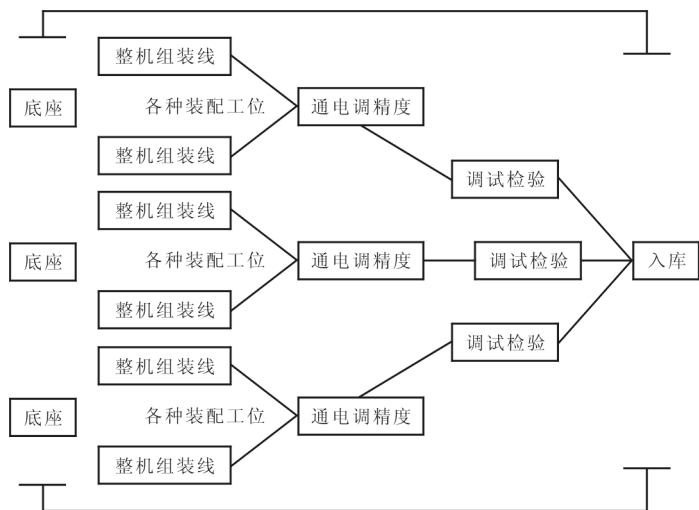 整机组装线
底座
各种装配工位
通电调精度
整机组装线
调试检验
整机组装线
底座
各种装配工位
通电调精度
调试检验
入库
整机组装线
调试检验
整机组装线
底座
各种装配工位
通电调精度
整机组装线